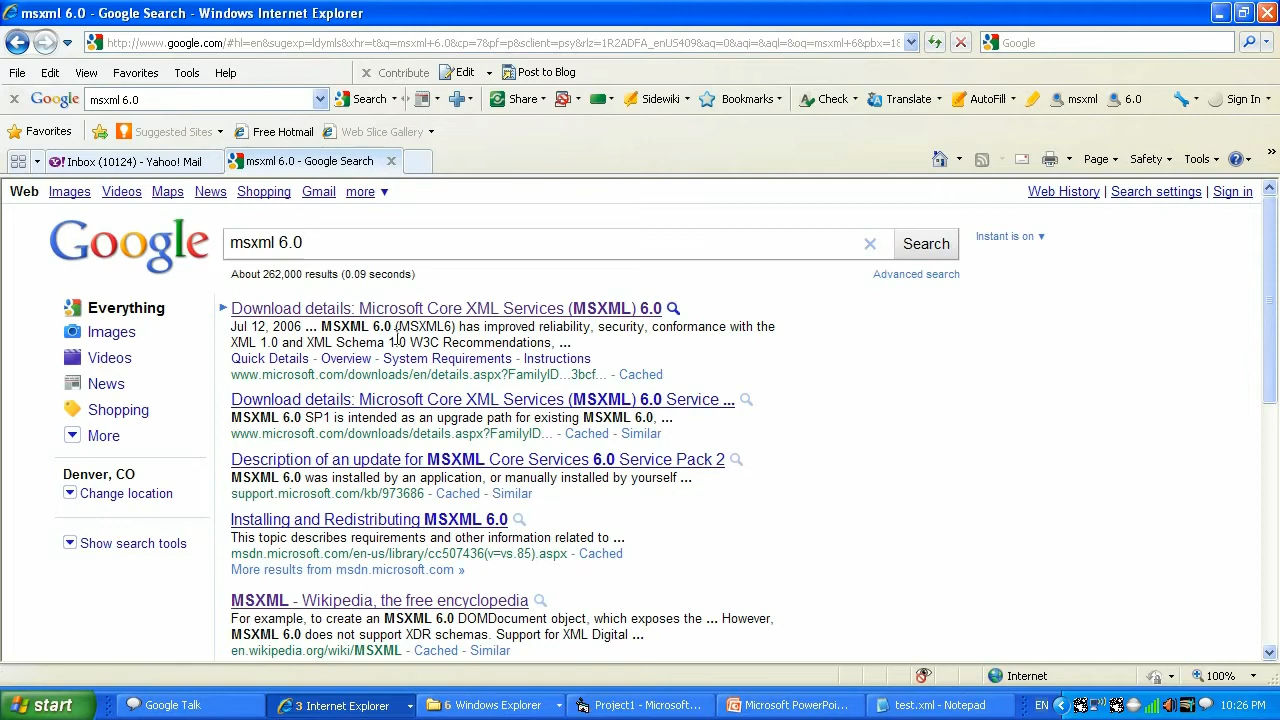 msxml 6.0 - Google Search - Windows Internet Explorer
http://www.google.com/#hl=en&sugexp=ldymls&xhr=t&q=msxml+6.0&cp=7&pf=p&sclient=psy&rlz=1R2ADFA_enUS409&aq=0&aqi=&aql=&oq=msxml+6&pbx=1
Google
File Edit View Favorites Tools Help
Contribute Edit Post to Blog
Google msxml 6.0 Search Share Sidewiki Bookmarks Check Translate AutoFill msxml 6.0 Sign In
Favorites Suggested Sites Free Hotmail Web Slice Gallery
Inbox (10124) - Yahoo! Mail msxml 6.0 - Google Search Page Safety Tools
Web Images Videos Maps News Shopping Gmail more Web History | Search settings | Sign in
Google
msxml 6.0
Search
Instant is on
About 262,000 results (0.09 seconds)
Advanced search
Everything
Images
Videos
News
Shopping
More
Denver, CO
Change location
Show search tools
Download details: Microsoft Core XML Services (MSXML) 6.0
Jul 12, 2006 ... MSXML 6.0 (MSXML6) has improved reliability, security, conformance with the
XML 1.0 and XML Schema 1.0 W3C Recommendations, ...
Quick Details - Overview - System Requirements - Instructions
www.microsoft.com/downloads/en/details.aspx?FamilyID...3bcf... - Cached
Download details: Microsoft Core XML Services (MSXML) 6.0 Service ...
MSXML 6.0 SP1 is intended as an upgrade path for existing MSXML 6.0, ...
www.microsoft.com/downloads/details.aspx?FamilyID... - Cached - Similar
Description of an update for MSXML Core Services 6.0 Service Pack 2
MSXML 6.0 was installed by an application, or manually installed by yourself ...
support.microsoft.com/kb/973686 - Cached - Similar
Installing and Redistributing MSXML 6.0
This topic describes requirements and other information related to ...
msdn.microsoft.com/en-us/library/cc507436(v=vs.85).aspx - Cached
More results from msdn.microsoft.com »
MSXML - Wikipedia, the free encyclopedia
For example, to create an MSXML 6.0 DOMDocument object, which exposes the ... However,
MSXML 6.0 does not support XDR schemas. Support for XML Digital ...
en.wikipedia.org/wiki/MSXML - Cached - Similar
Internet 100%
start Google Talk 3 Internet Explorer 6 Windows Explorer Project1 - Microsoft... Microsoft PowerPoi... test.xml - Notepad EN 10:26 PM